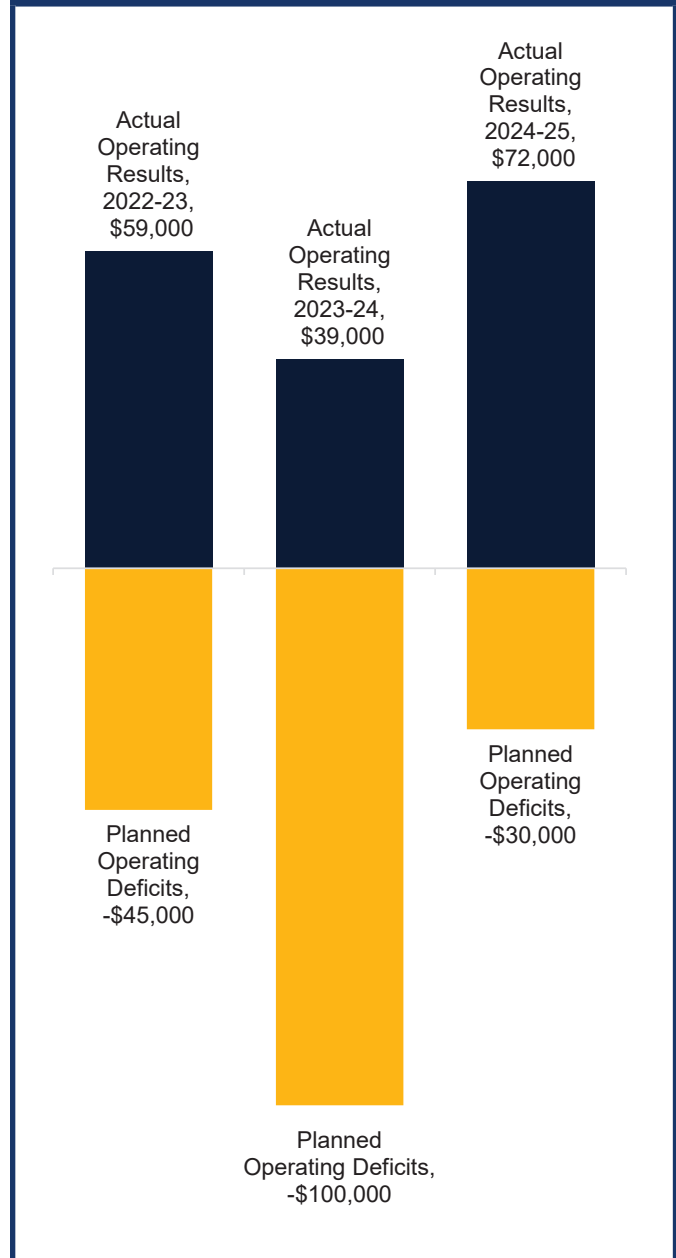 Actual
Operating
Results,
2022-23,
$59,000
Actual
Operating
Results,
2023-24,
$39,000
Actual
Operating
Results,
2024-25,
$72,000
Planned
Operating
Deficits,
-$45,000
Planned
Operating Deficits,
-$100,000
Planned
Operating
Deficits,
-$30,000